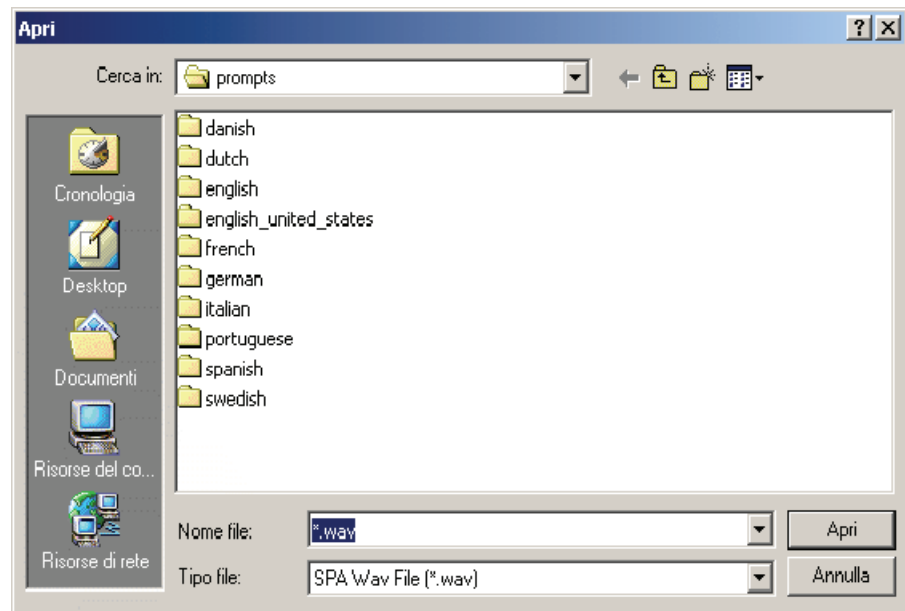 Apri
Cerca in: prompts
danish
dutch
english
english_united_states
french
german
italian
portuguese
spanish
swedish
Cronologia
Desktop
Documenti
Risorse del co...
Risorse di rete
Nome file: *.wav Apri
Tipo file: SPA Wav File (*.wav) Annulla